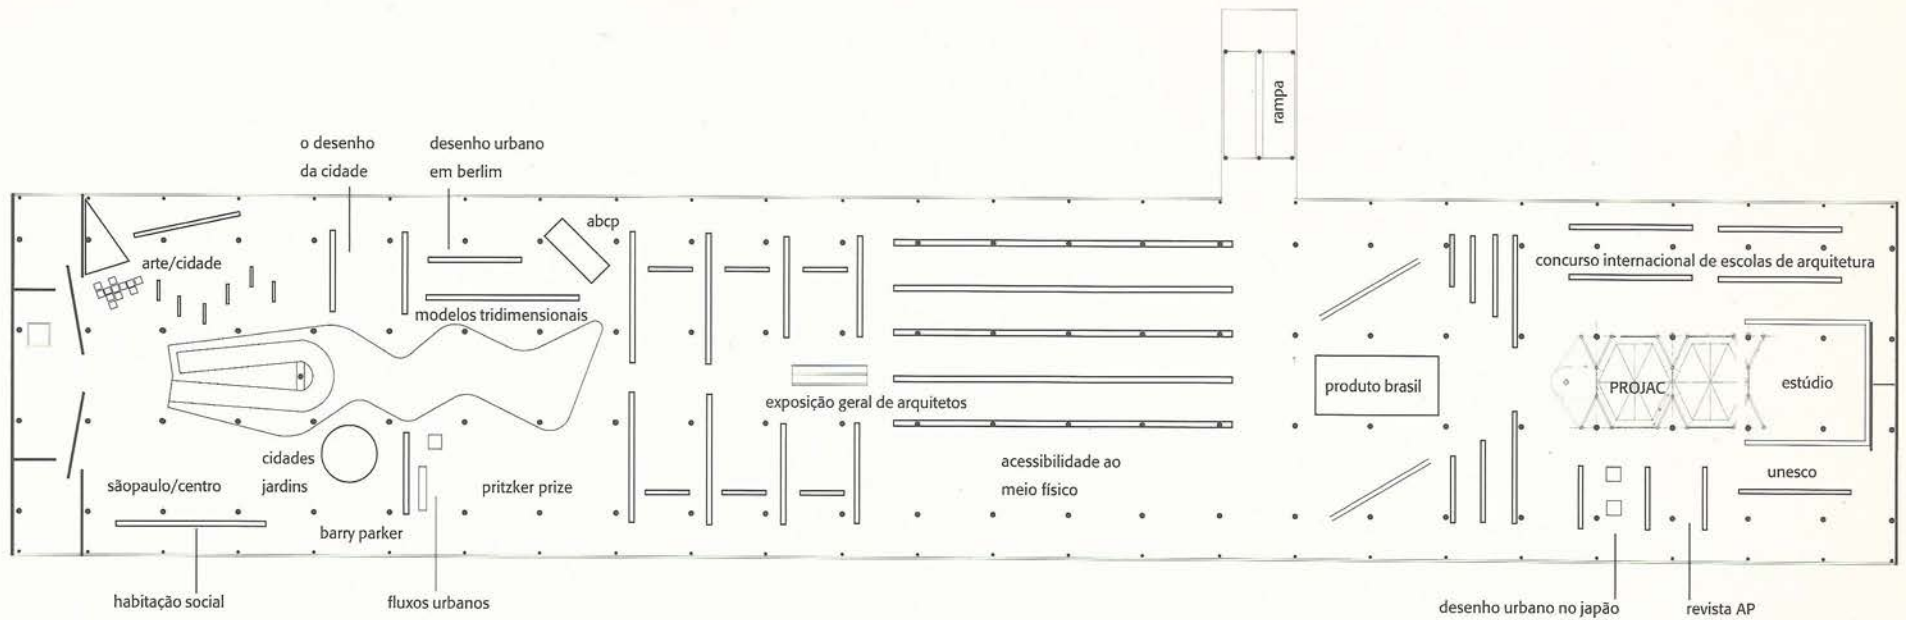 rampa
o desenho
da cidade
desenho urbano
em berlim
abcp
arte/cidade
concurso internacional de escolas de arquitetura
modelos tridimensionais
produto brasil
PROJAC
estúdio
exposição geral de arquitetos
cidades
jardins
sãopaulo/centro
pritzker prize
acessibilidade ao
meio físico
unesco
barry parker
habitação social
fluxos urbanos
desenho urbano no japão
revista AP